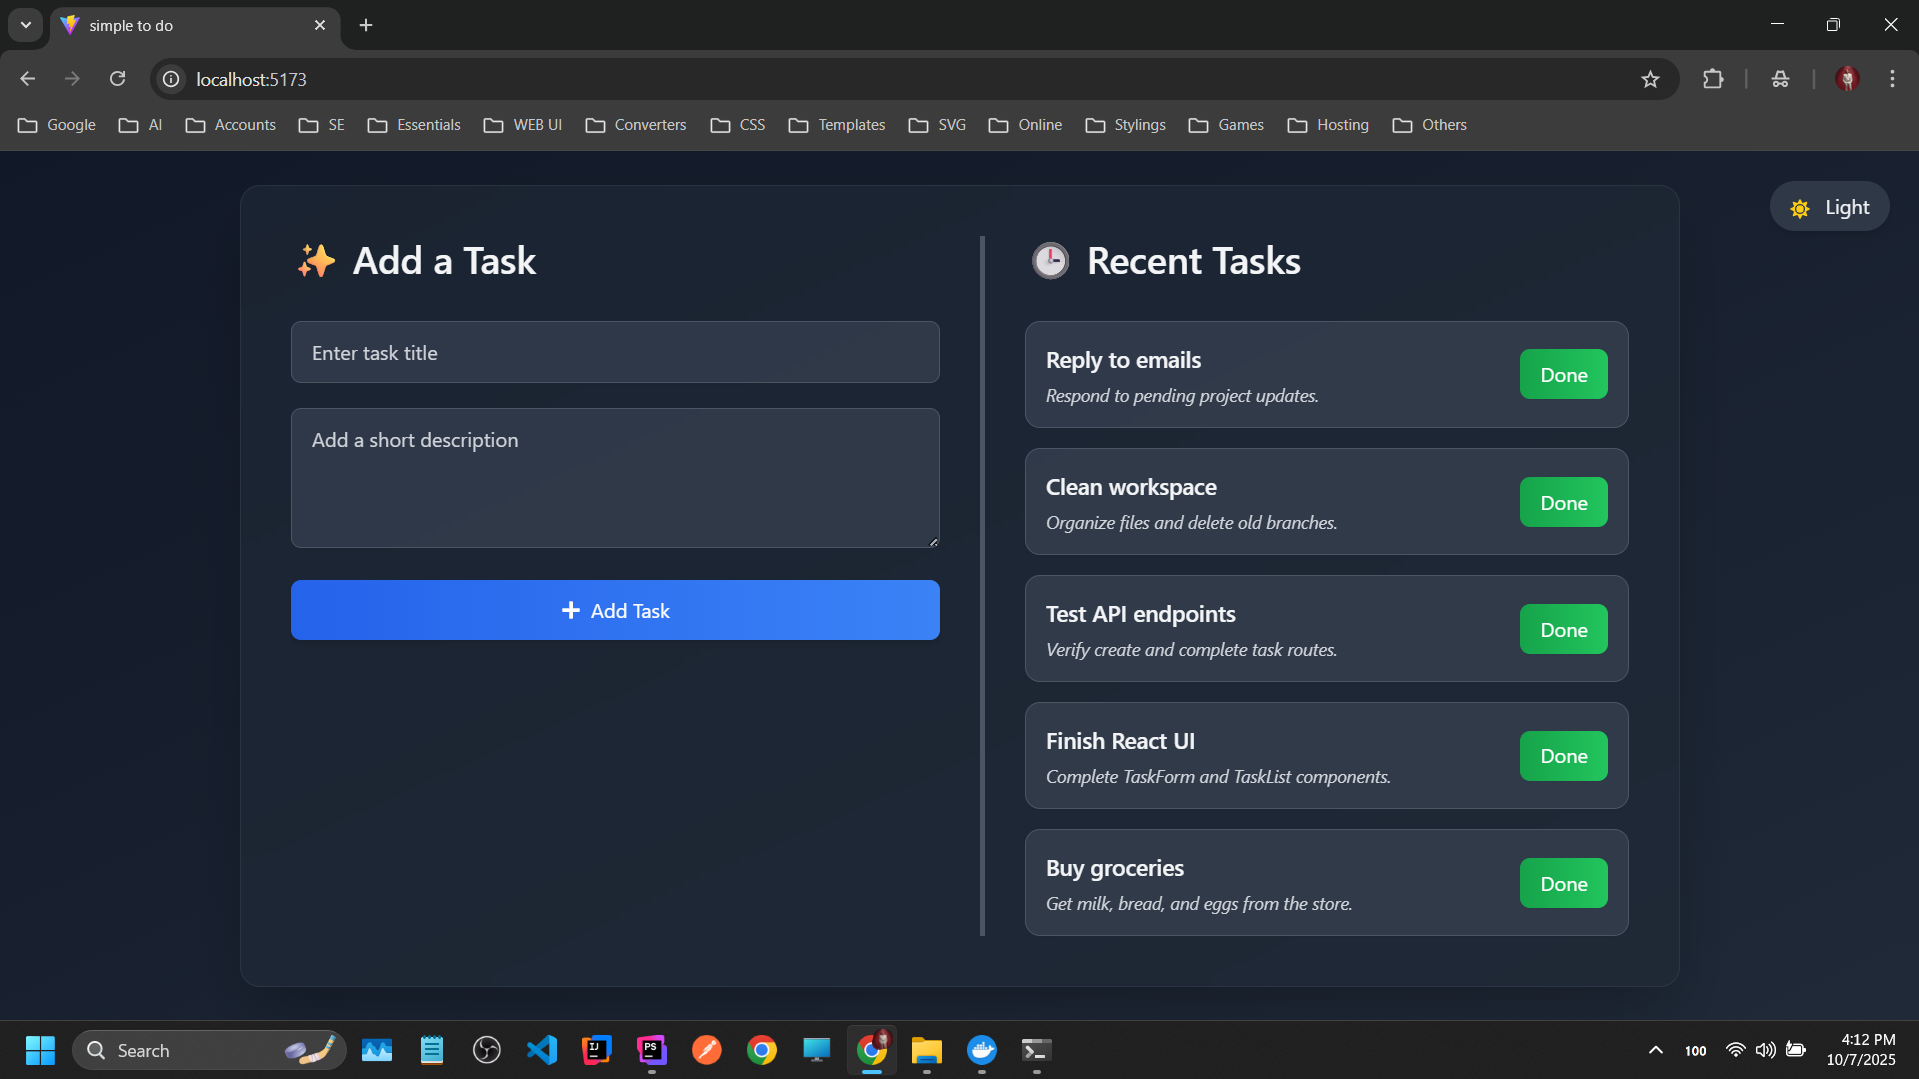 simple to do
localhost:5173
Google AI Accounts SE Essentials WEB UI Converters CSS Templates SVG Online Stylings Games Hosting Others
Light
Add a Task
Enter task title
Add a short description
Add Task
Recent Tasks
Reply to emails
Respond to pending project updates.
Done
Clean workspace
Organize files and delete old branches.
Done
Test API endpoints
Verify create and complete task routes.
Done
Finish React UI
Complete TaskForm and TaskList components.
Done
Buy groceries
Get milk, bread, and eggs from the store.
Done
Search
IJ
PS
100
4:12 PM
10/7/2025